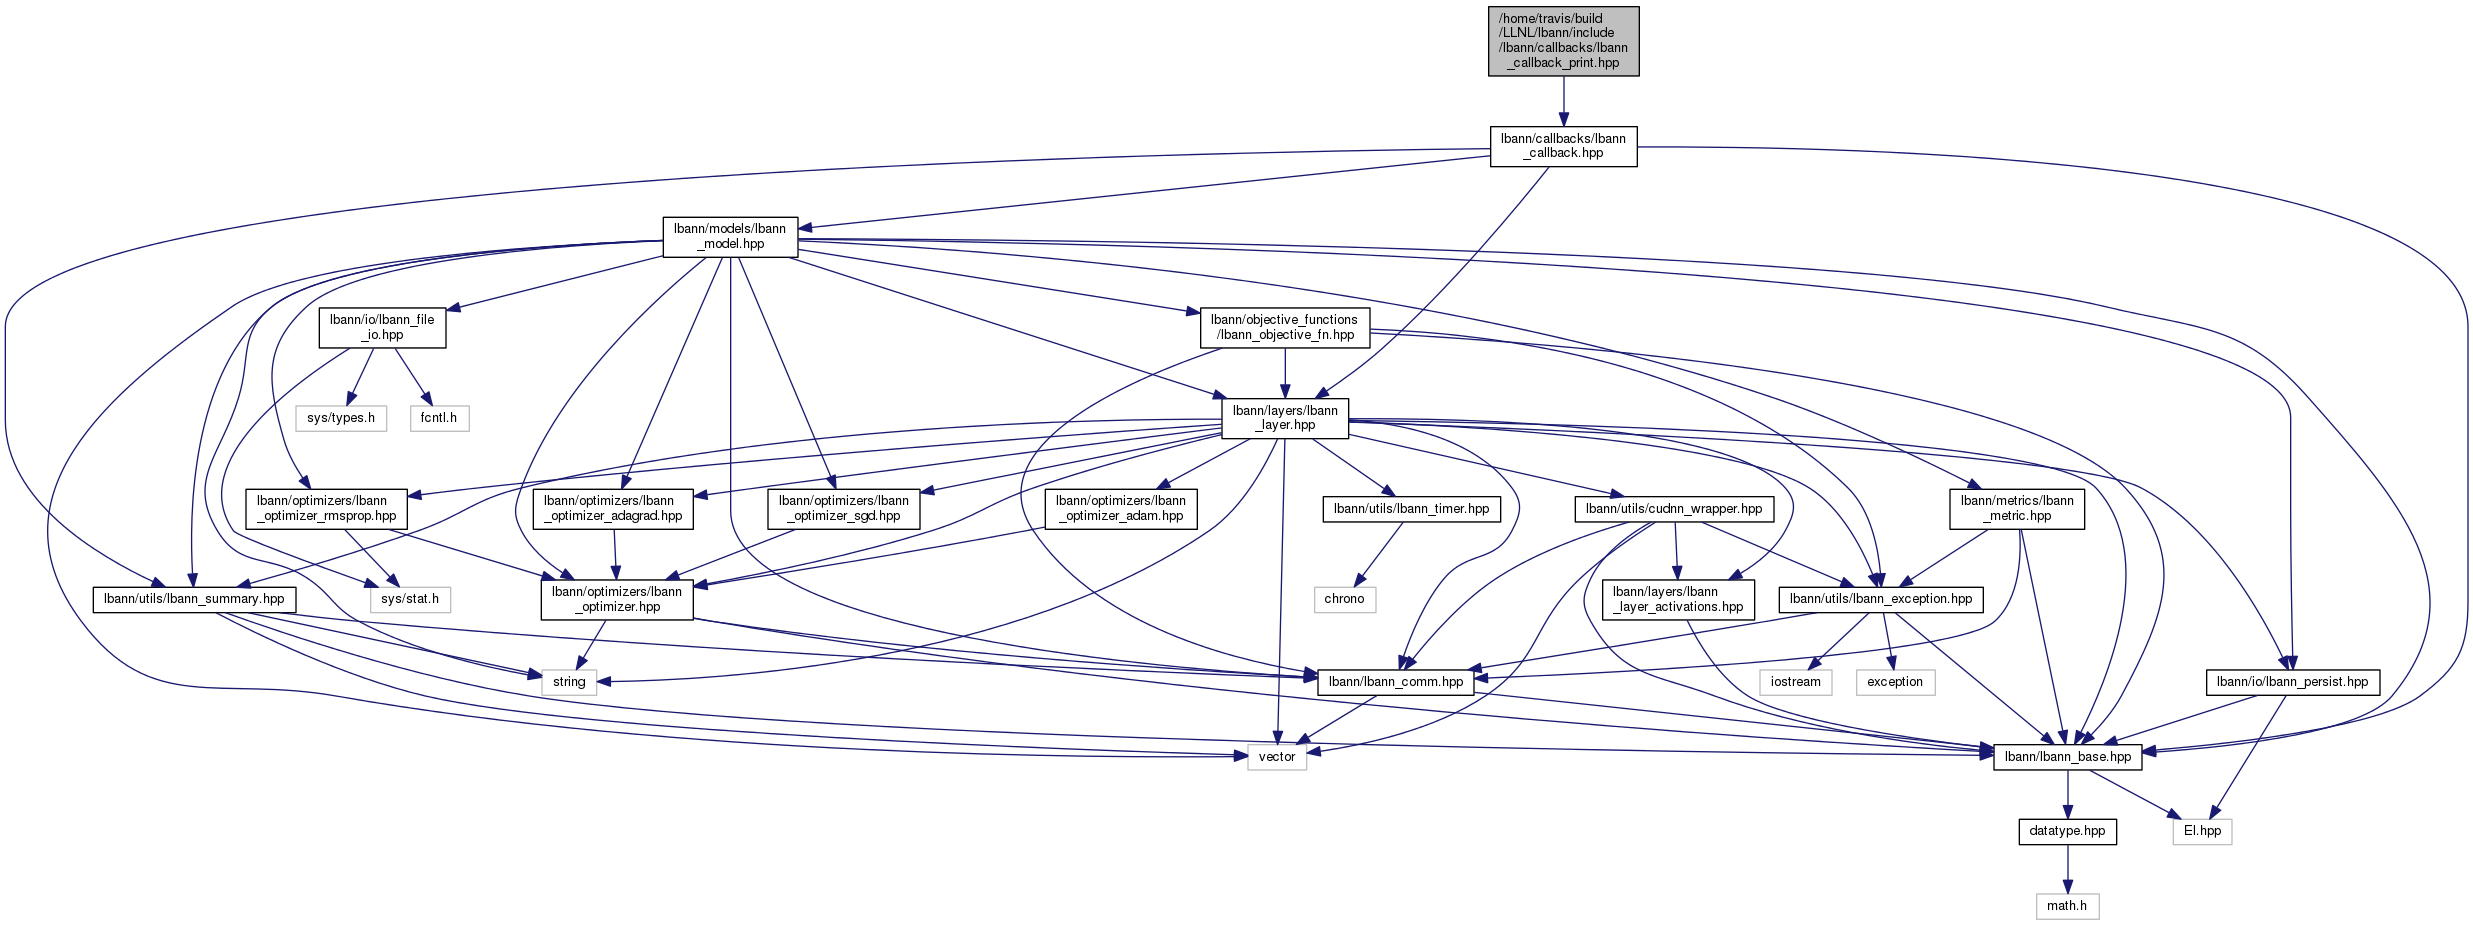 /home/travis/build
/LLNL/lbann/include
/lbann/callbacks/lbann
_callback_print.hpp
lbann/callbacks/lbann
_callback.hpp
lbann/models/lbann
_model.hpp
lbann/io/lbann_file
_io.hpp
lbann/objective_functions
/lbann_objective_fn.hpp
sys/types.h
fcntl.h
lbann/layers/lbann
_layer.hpp
lbann/optimizers/lbann
_optimizer_rmsprop.hpp
lbann/optimizers/lbann
_optimizer_adagrad.hpp
lbann/optimizers/lbann
_optimizer_sgd.hpp
lbann/optimizers/lbann
_optimizer_adam.hpp
lbann/utils/lbann_timer.hpp
lbann/utils/cudnn_wrapper.hpp
lbann/metrics/lbann
_metric.hpp
lbann/utils/lbann_summary.hpp
sys/stat.h
lbann/optimizers/lbann
_optimizer.hpp
chrono
lbann/layers/lbann
_layer_activations.hpp
lbann/utils/lbann_exception.hpp
string
lbann/lbann_comm.hpp
iostream
exception
lbann/io/lbann_persist.hpp
vector
lbann/lbann_base.hpp
datatype.hpp
El.hpp
math.h